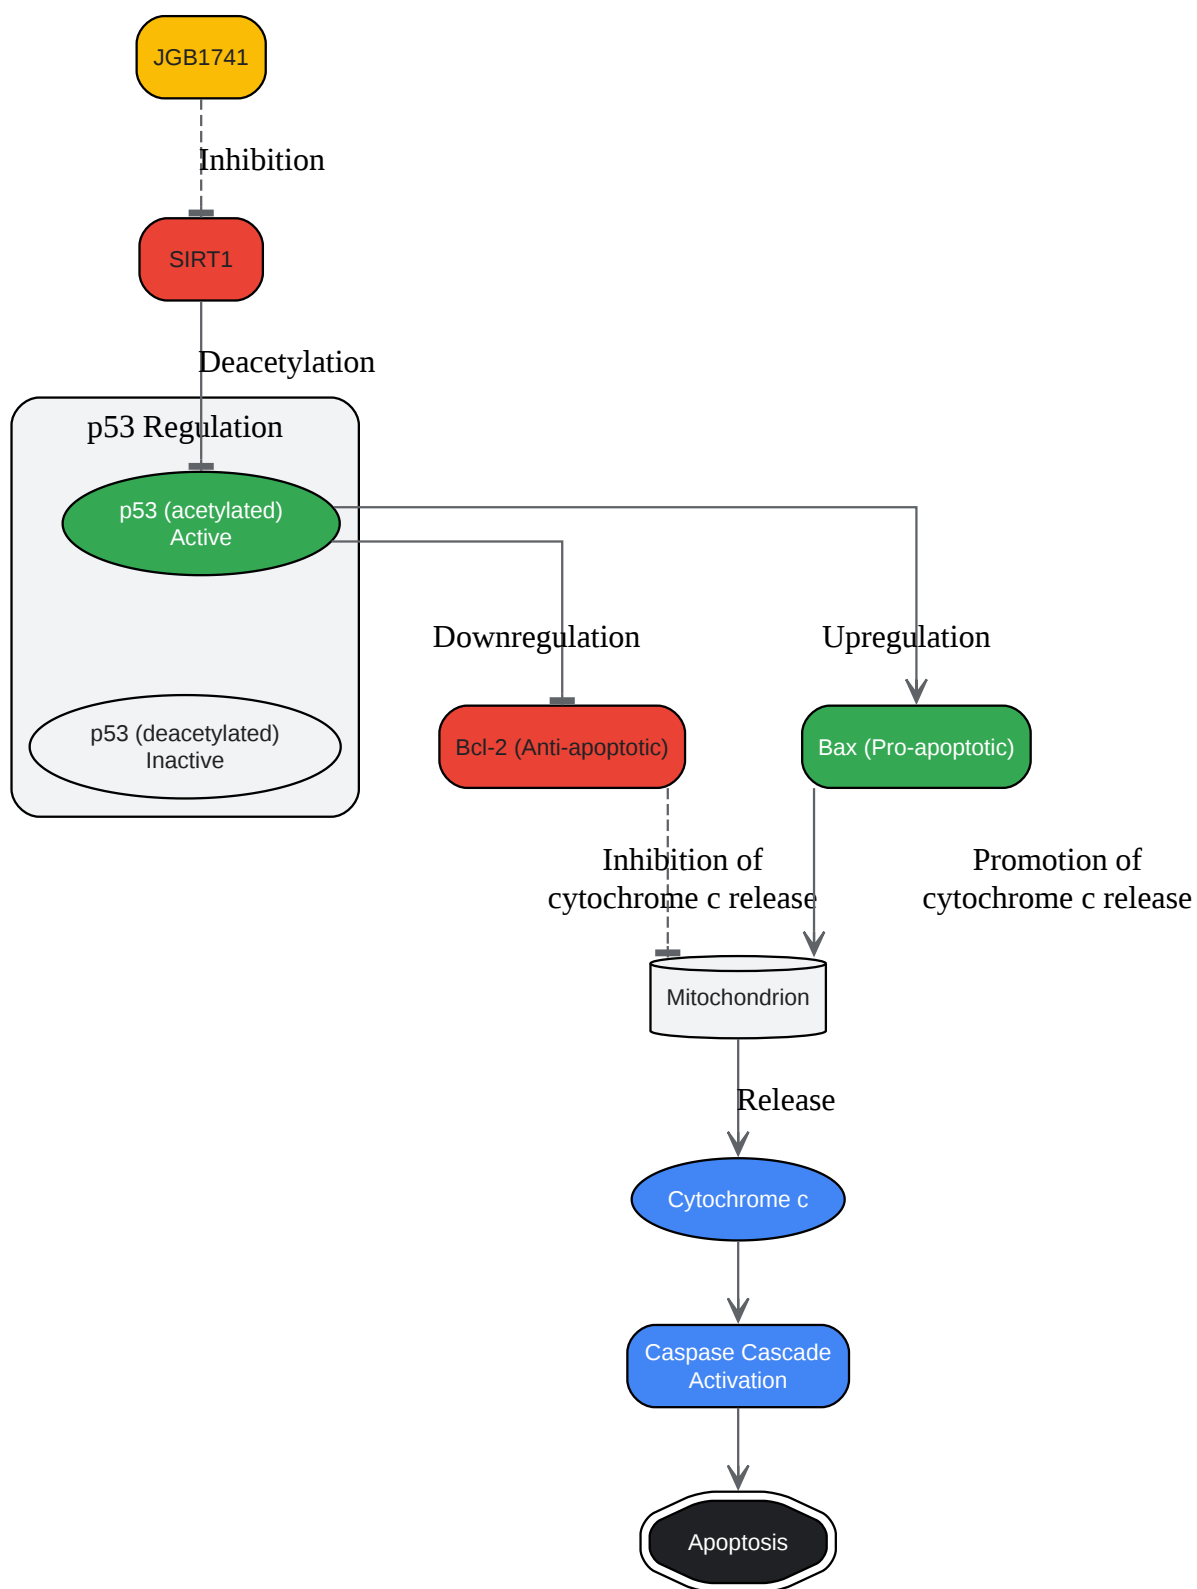 JGB1741
Inhibition
SIRT1
Deacetylation
p53 Regulation
p53 (acetylated)
Active
Downregulation
Upregulation
p53 (deacetylated)
Inactive
Bcl-2 (Anti-apoptotic)
Bax (Pro-apoptotic)
Inhibition of
cytochrome c release
Promotion of
cytochrome c release
Mitochondrion
Release
Cytochrome c
Caspase Cascade
Activation
Apoptosis